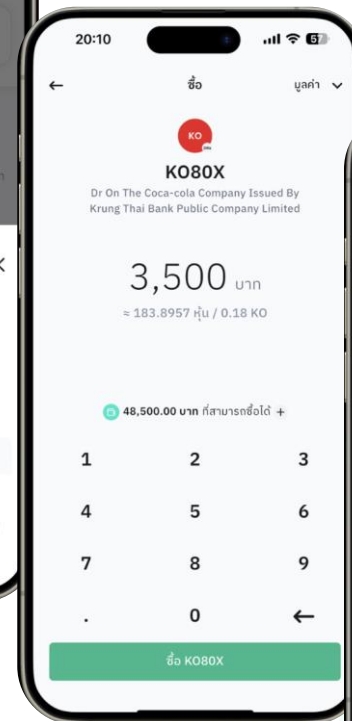 20:10
57
←
ซื้อ
มูลค่า
KO
KO80X
Dr On The Coca-cola Company Issued By
Krung Thai Bank Public Company Limited
3,500 บาท
≈ 183.8957 หุ้น / 0.18 KO
48,500.00 บาท ที่สามารถซื้อได้ +
1 2 3
4 5 6
7 8 9
. 0 ←
ซื้อ KO80X